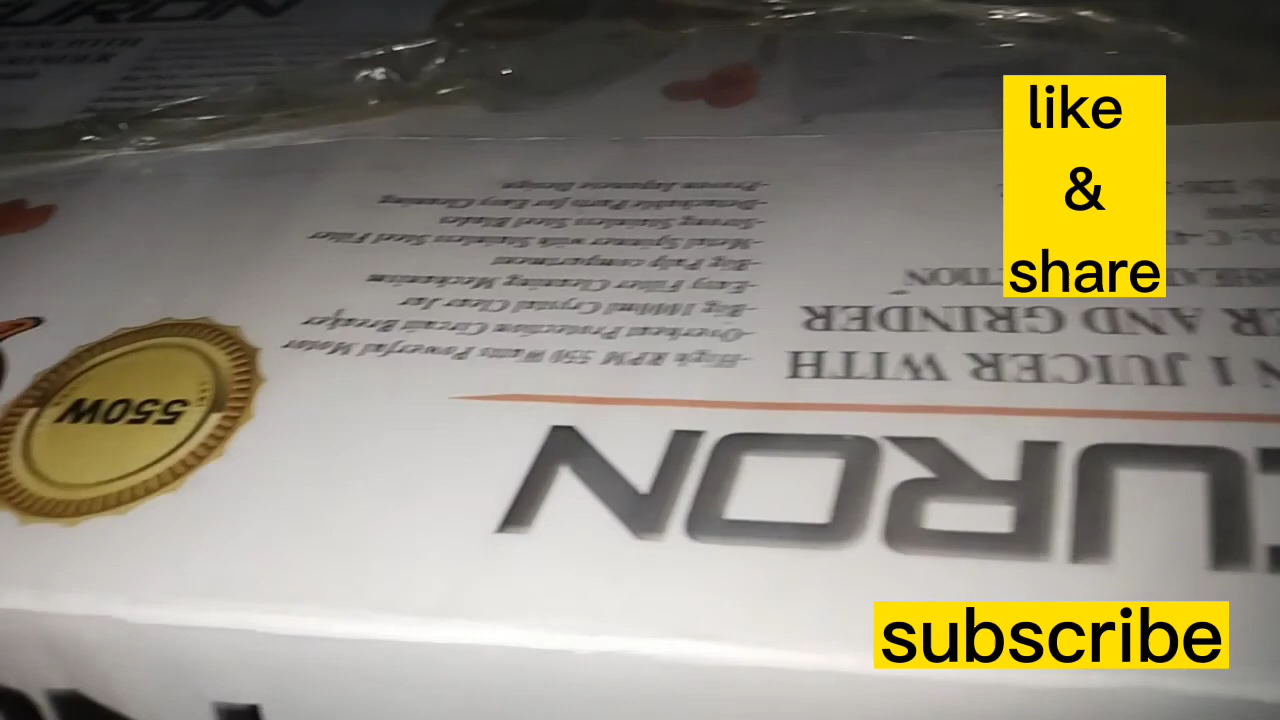 like
&
share
URON
N 1 JUICER WITH
R AND GRINDER
-High RPM 550 Watts Powerful Motor
-Overheat Protection Circuit Breaker
-Big 1000ml Crystal Clear Jar
-Easy Filter Cleaning Mechanism
-Big Pulp compartment
-Metal Spinner with Stainless Steel Filter
-Strong Stainless Steel Blades
-Detachable Parts for Easy Cleaning
-Proven Japanese Design
550W
subscribe